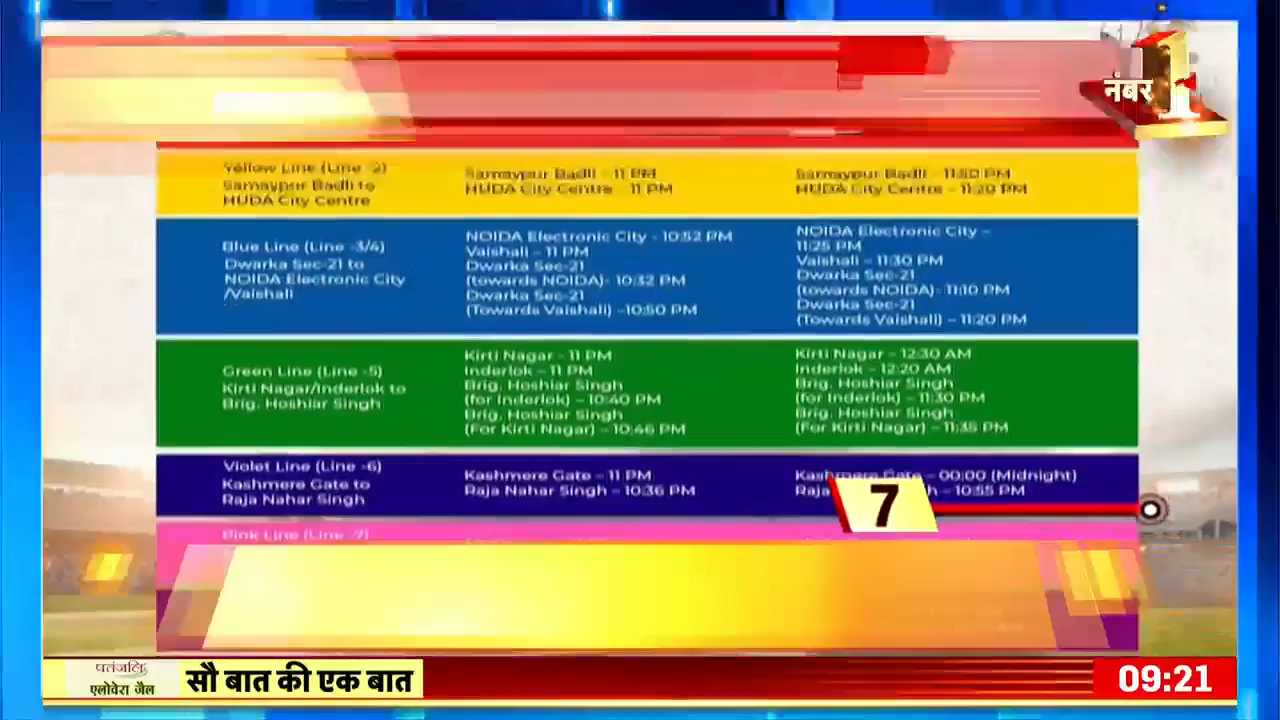 नंबर 1
Yellow Line (Line -2)
Samaypur Badli to
HUDA City Centre
Samaypur Badli - 11 PM
HUDA City Centre - 11 PM
Samaypur Badli - 11:50 PM
HUDA City Centre - 11:20 PM
Blue Line (Line -3/4)
Dwarka Sec-21 to
NOIDA Electronic City
/Vaishali
NOIDA Electronic City - 10:52 PM
Vaishali - 11 PM
Dwarka Sec-21
(towards NOIDA)- 10:32 PM
Dwarka Sec-21
(Towards Vaishali) -10:50 PM
NOIDA Electronic City -
11:25 PM
Vaishali - 11:30 PM
Dwarka Sec-21
(towards NOIDA)- 11:10 PM
Dwarka Sec-21
(Towards Vaishali) - 11:20 PM
Green Line (Line -5)
Kirti Nagar/Inderlok to
Brig. Hoshiar Singh
Kirti Nagar - 11 PM
Inderlok - 11 PM
Brig. Hoshiar Singh
(for Inderlok) - 10:40 PM
Brig. Hoshiar Singh
(For Kirti Nagar) - 10:46 PM
Kirti Nagar - 12:30 AM
Inderlok - 12:20 AM
Brig. Hoshiar Singh
(for Inderlok) - 11:30 PM
Brig. Hoshiar Singh
(For Kirti Nagar) - 11:35 PM
Violet Line (Line -6)
Kashmere Gate to
Raja Nahar Singh
Kashmere Gate - 11 PM
Raja Nahar Singh - 10:36 PM
Kashmere Gate - 00:00 (Midnight)
Raja h - 10:55 PM
7
Pink Line (Line -7)
पतंजलि
एलोवेरा जैल
सौ बात की एक बात
09:21